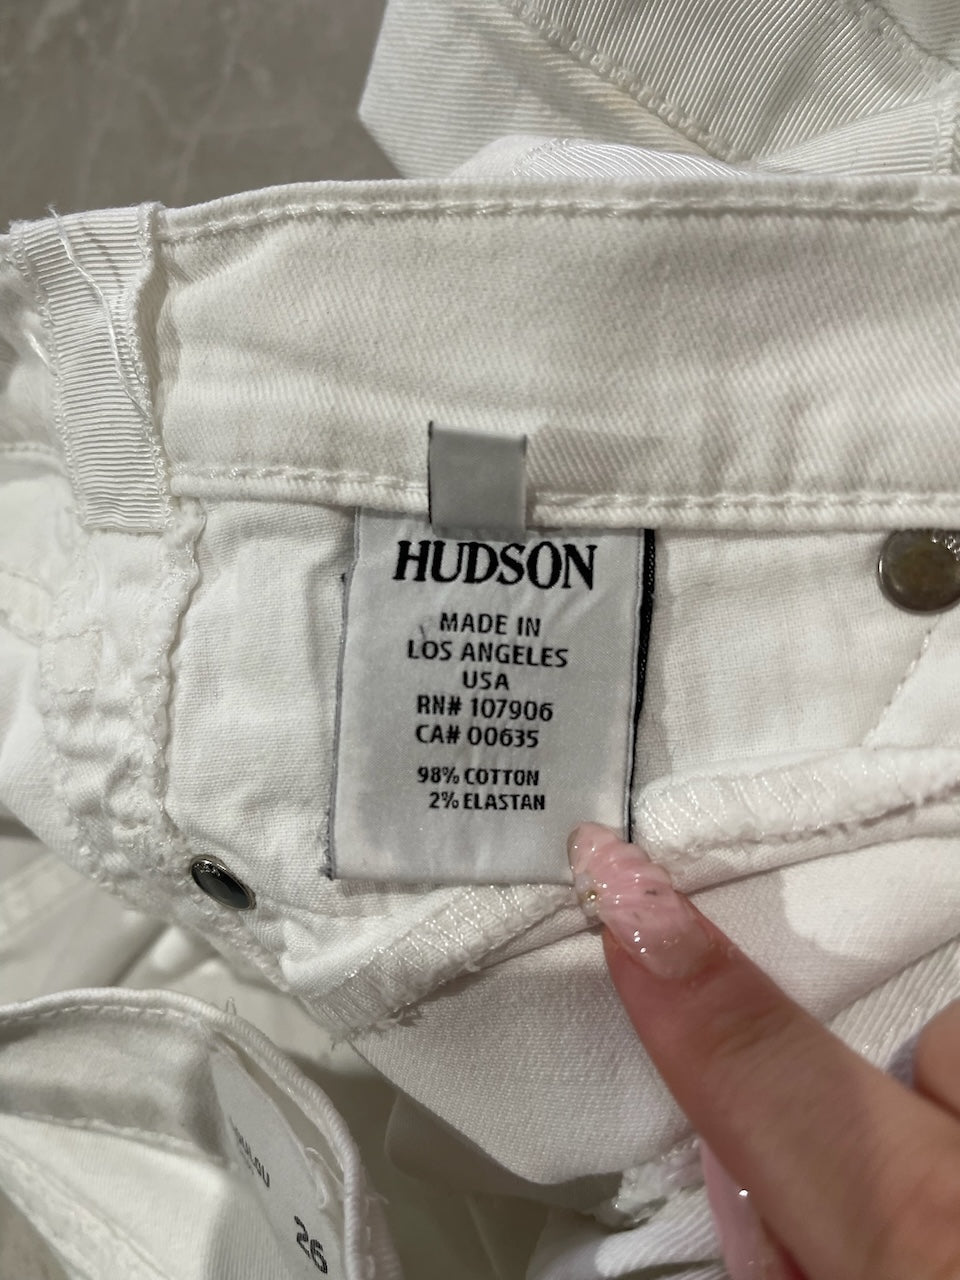 HUDSON
MADE IN
LOS ANGELES
USA
RN# 107906
CA# 00635
98% COTTON
2% ELASTAN
26